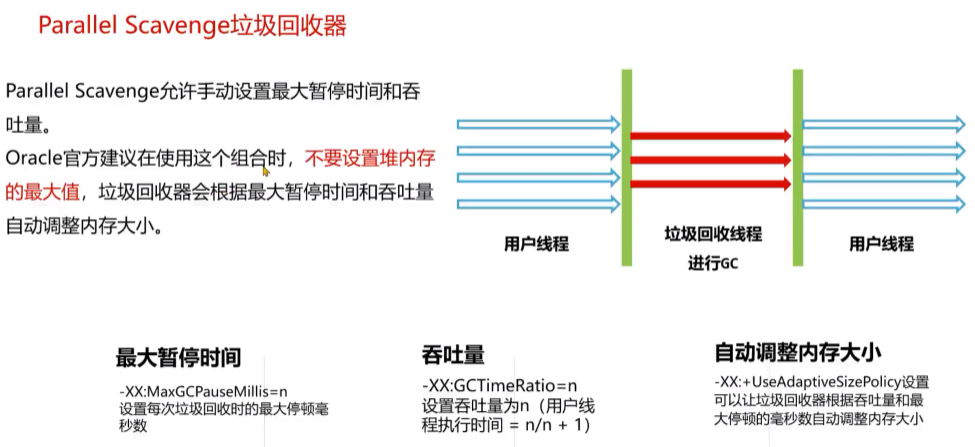 Parallel Scavenge垃圾回收器
Parallel Scavenge允许手动设置最大暂停时间和吞
吐量。
Oracle官方建议在使用这个组合时，不要设置堆内存
的最大值，垃圾回收器会根据最大暂停时间和吞吐量
自动调整内存大小。
用户线程
垃圾回收线程
进行GC
用户线程
最大暂停时间
-XX:MaxGCPauseMillis=n
设置每次垃圾回收时的最大停顿毫
秒数
吞吐量
-XX:GCTimeRatio=n
设置吞吐量为n（用户线
程执行时间 = n/n + 1）
自动调整内存大小
-XX:+UseAdaptiveSizePolicy设置
可以让垃圾回收器根据吞吐量和最
大停顿的毫秒数自动调整内存大小